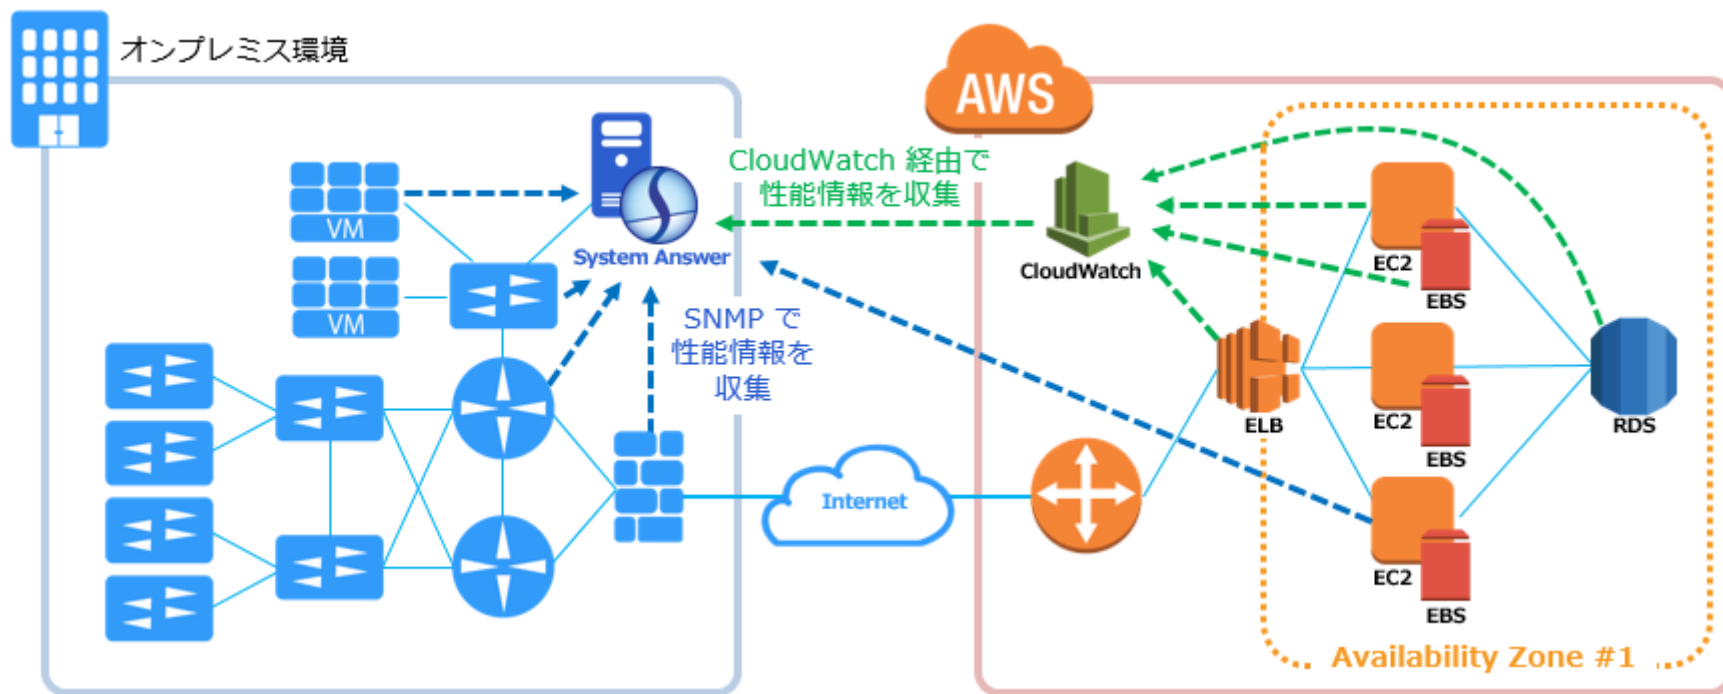 オンプレミス環境
AWS
CloudWatch 経由で
性能情報を収集
VM
System Answer
CloudWatch
EC2
EBS
VM
SNMP で
性能情報を
収集
ELB
EC2
EBS
RDS
Internet
EC2
EBS
Availability Zone #1